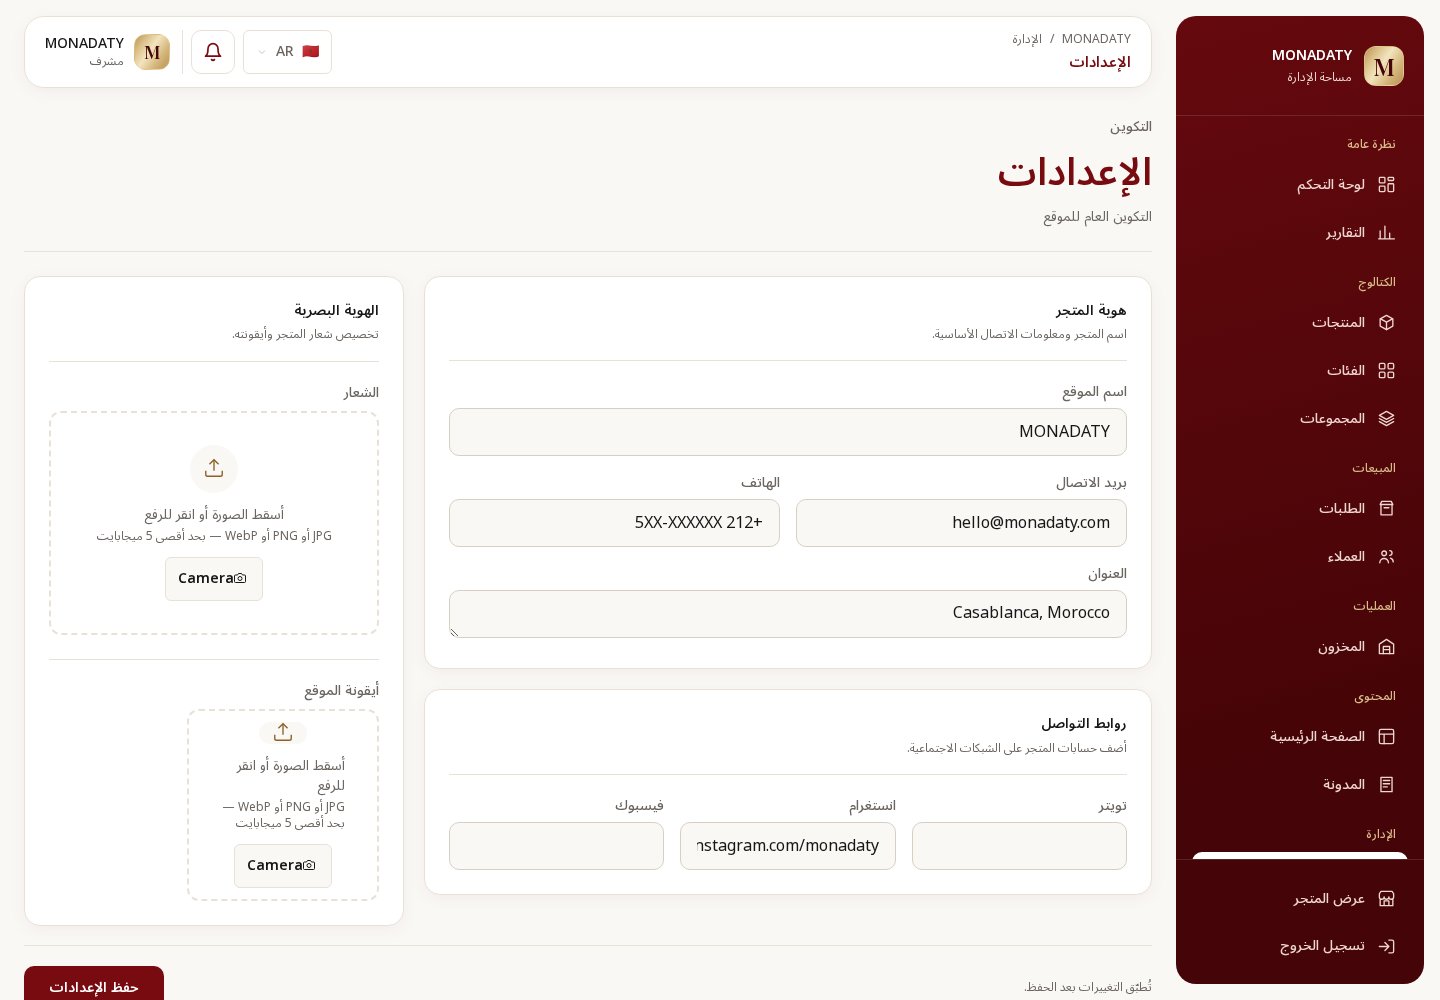 MONADATY
مساحة الإدارة
نظرة عامة
لوحة التحكم
التقارير
الكتالوج
المنتجات
الفئات
المجموعات
المبيعات
الطلبات
العملاء
العمليات
المخزون
المحتوى
الصفحة الرئيسية
المدونة
الإدارة
عرض المتجر
تسجيل الخروج
MONADATY / الإدارة
الإعدادات
AR
M
MONADATY
مشرف
التكوين
الإعدادات
التكوين العام للموقع
هوية المتجر
اسم المتجر ومعلومات الاتصال الأساسية.
اسم الموقع
MONADATY
بريد الاتصال
hello@monadaty.com
الهاتف
+212 5XX-XXXXXX
العنوان
Casablanca, Morocco
روابط التواصل
أضف حسابات المتجر على الشبكات الاجتماعية.
تويتر
انستغرام
nstagram.com/monadaty
فيسبوك
الهوية البصرية
تخصيص شعار المتجر وأيقونته.
الشعار
أسقط الصورة أو انقر للرفع
JPG أو PNG أو WebP — بحد أقصى 5 ميجابايت
Camera
أيقونة الموقع
أسقط الصورة أو انقر
للرفع
JPG أو PNG أو WebP —
بحد أقصى 5 ميجابايت
Camera
تُطبّق التغييرات بعد الحفظ.
حفظ الإعدادات